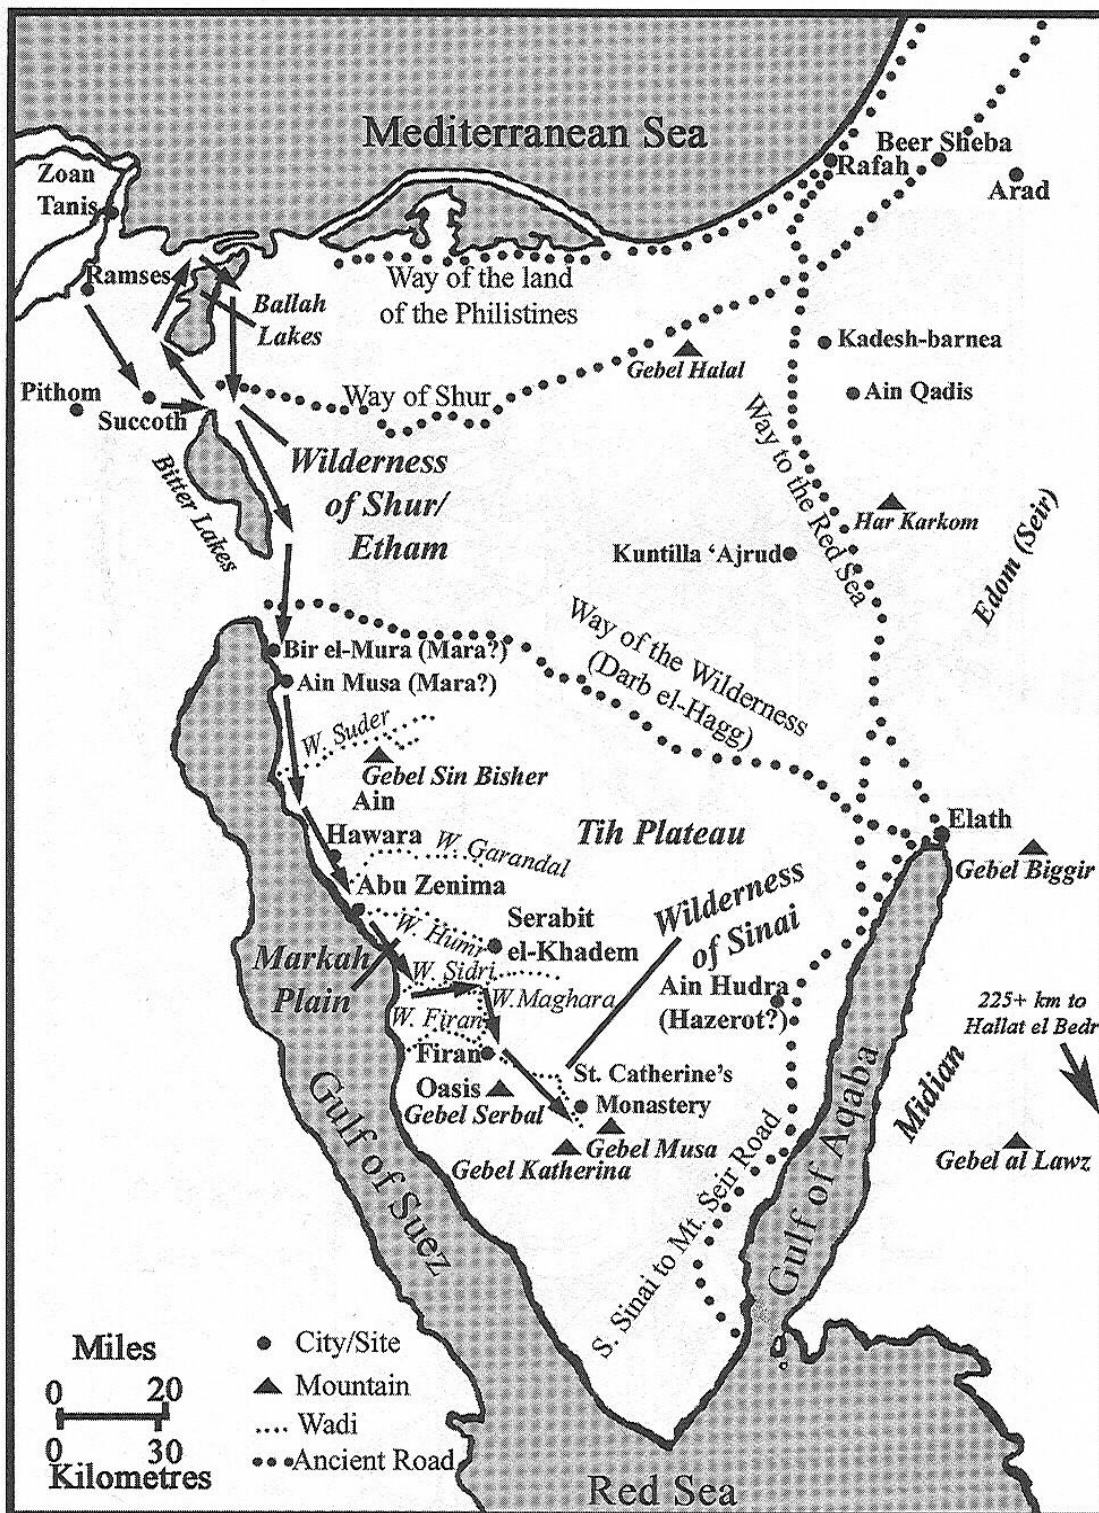 Mediterranean Sea
Zoan
Tanis
Beer Sheba
Rafah
Arad
Ramses
Ballah
Lakes
Way of the land
of the Philistines
Kadesh-barnea
Gebel Halal
Ain Qadis
Pithom
Succoth
Way of Shur
Way to the Red Sea
Bitter Lakes
Wilderness
of Shur/
Etham
Har Karkom
Kuntilla ‘Ajrud
Edom (Seir)
Way of the Wilderness
(Darb el-Hagg)
Bir el-Mura (Mara?)
Ain Musa (Mara?)
W. Suder
Gebel Sin Bisher
Ain
Hawara
Tih Plateau
Elath
Gebel Biggir
W. Garandal
Abu Zenima
Wilderness
of Sinai
Serabit
el-Khadem
W. Humr
Markah
Plain
W. Sidri
W.Maghara
Ain Hudra
(Hazerot?)
225+ km to
Hallat el Bedr
W. Firan
Firan
Oasis
Gebel Serbal
St. Catherine's
Monastery
Gebel Musa
Gebel Katherina
Midian
Gebel al Lawz
Gulf of Suez
Gulf of Aqaba
S. Sinai to Mt. Seir Road
Miles
0 20
0 30
Kilometres
City/Site
Mountain
Wadi
Ancient Road
Red Sea